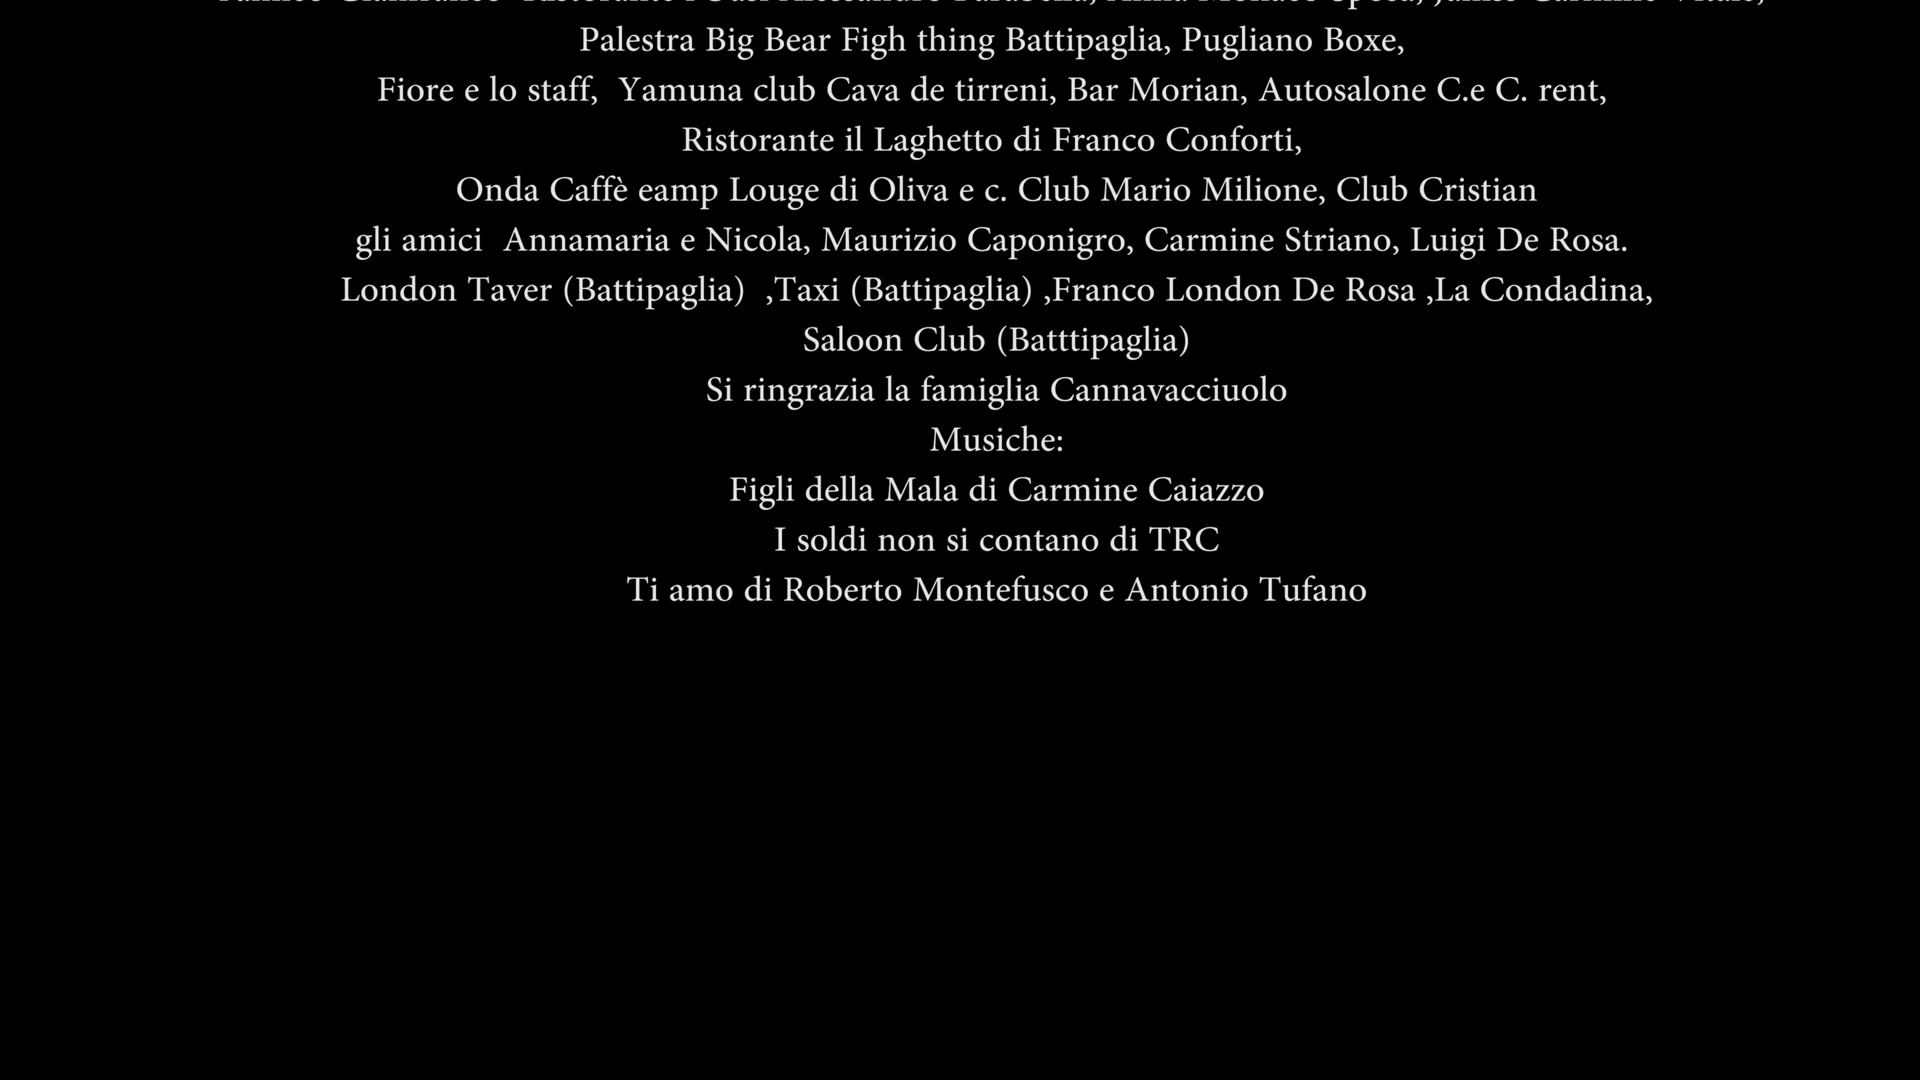 Palestra Big Bear Figh thing Battipaglia, Pugliano Boxe,
Fiore e lo staff,  Yamuna club Cava de tirreni, Bar Morian, Autosalone C.e C. rent,
Ristorante il Laghetto di Franco Conforti,
Onda Caffè eamp Louge di Oliva e c. Club Mario Milione, Club Cristian
gli amici  Annamaria e Nicola, Maurizio Caponigro, Carmine Striano, Luigi De Rosa.
London Taver (Battipaglia)  ,Taxi (Battipaglia) ,Franco London De Rosa ,La Condadina,
Saloon Club (Batttipaglia)
Si ringrazia la famiglia Cannavacciuolo
Musiche:
Figli della Mala di Carmine Caiazzo
I soldi non si contano di TRC
Ti amo di Roberto Montefusco e Antonio Tufano